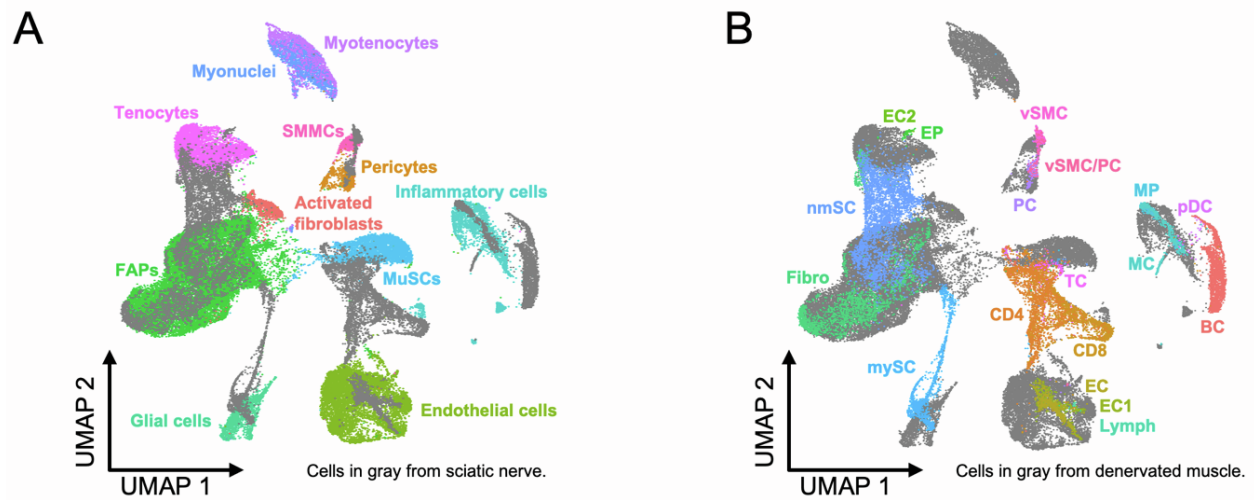 A
Myotenocytes
Myonuclei
Tenocytes
SMMCs
Pericytes
Activated
fibroblasts
Inflammatory cells
FAPs
MuSCs
Glial cells
Endothelial cells
UMAP 2
UMAP 1
Cells in gray from sciatic nerve.
B
EC2
EP
vSMC
vSMC/PC
PC
nmSC
MP
pDC
MC
Fibro
TC
CD4
CD8
BC
mySC
EC
EC1
Lymph
UMAP 2
UMAP 1
Cells in gray from denervated muscle.